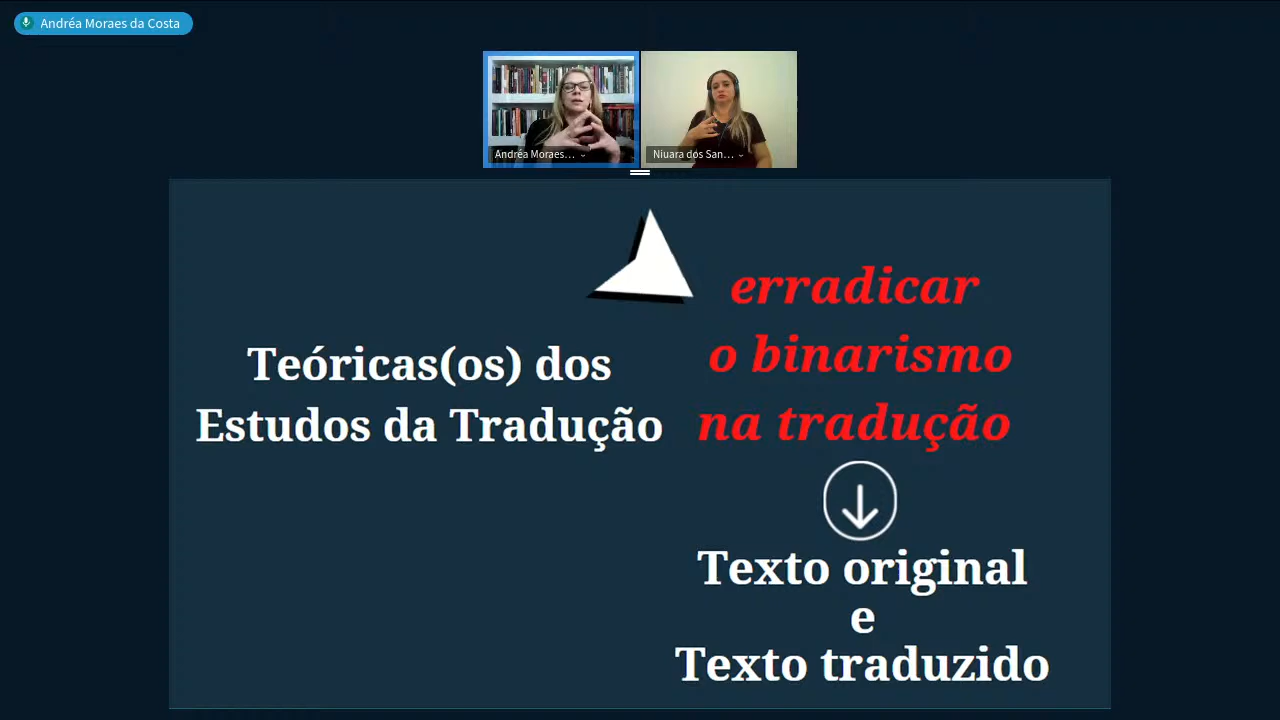 Andréa Moraes da Costa
Andréa Moraes...
Niuara dos San...
erradicar
o binarismo
na tradução
Teóricas(os) dos
Estudos da Tradução
Texto original
e
Texto traduzido